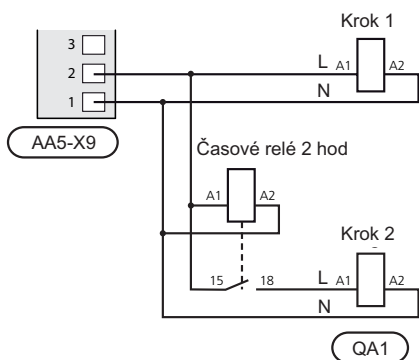 Krok 1
3
2
L A1 A2
1
N
AA5-X9
Časové relé 2 hod
A1 A2
Krok 2
15 18 L A1 A2
N
QA1